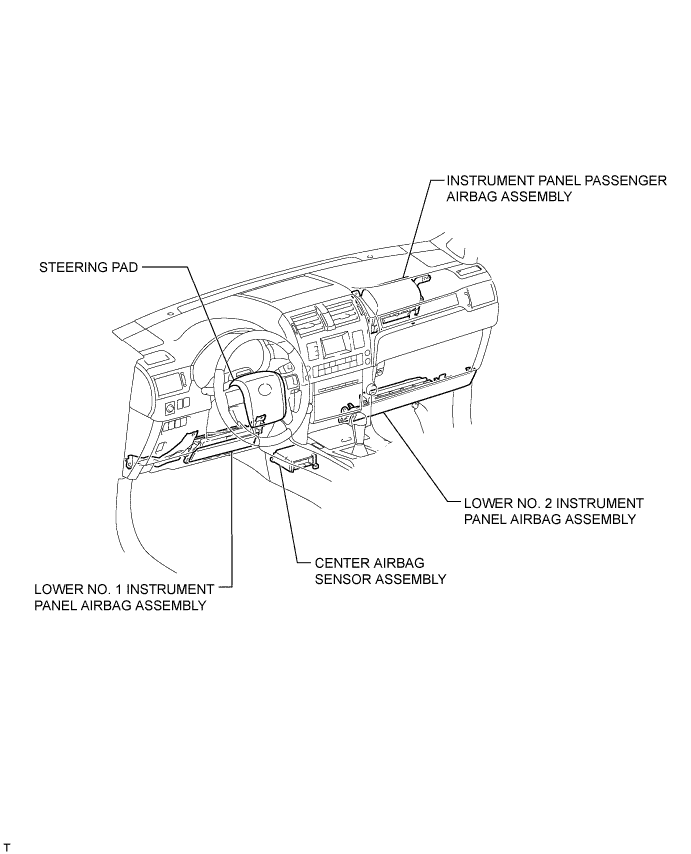 INSTRUMENT PANEL PASSENGER
AIRBAG ASSEMBLY
STEERING PAD
LOWER NO. 2 INSTRUMENT
PANEL AIRBAG ASSEMBLY
CENTER AIRBAG
SENSOR ASSEMBLY
LOWER NO. 1 INSTRUMENT
PANEL AIRBAG ASSEMBLY
T